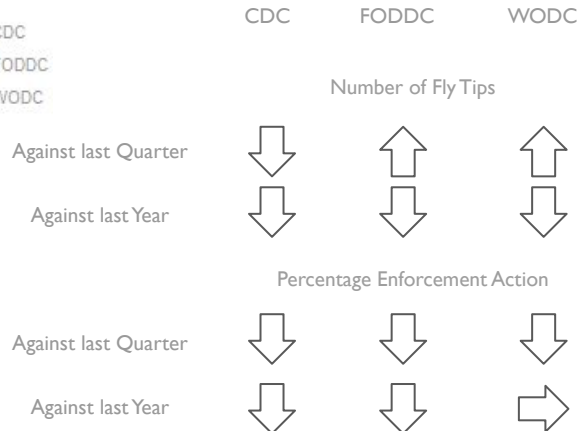 CDC FODDC WODC
CDC
FODDC
WODC
Number of Fly Tips
Against last Quarter
Against last Year
Percentage Enforcement Action
Against last Quarter
Against last Year